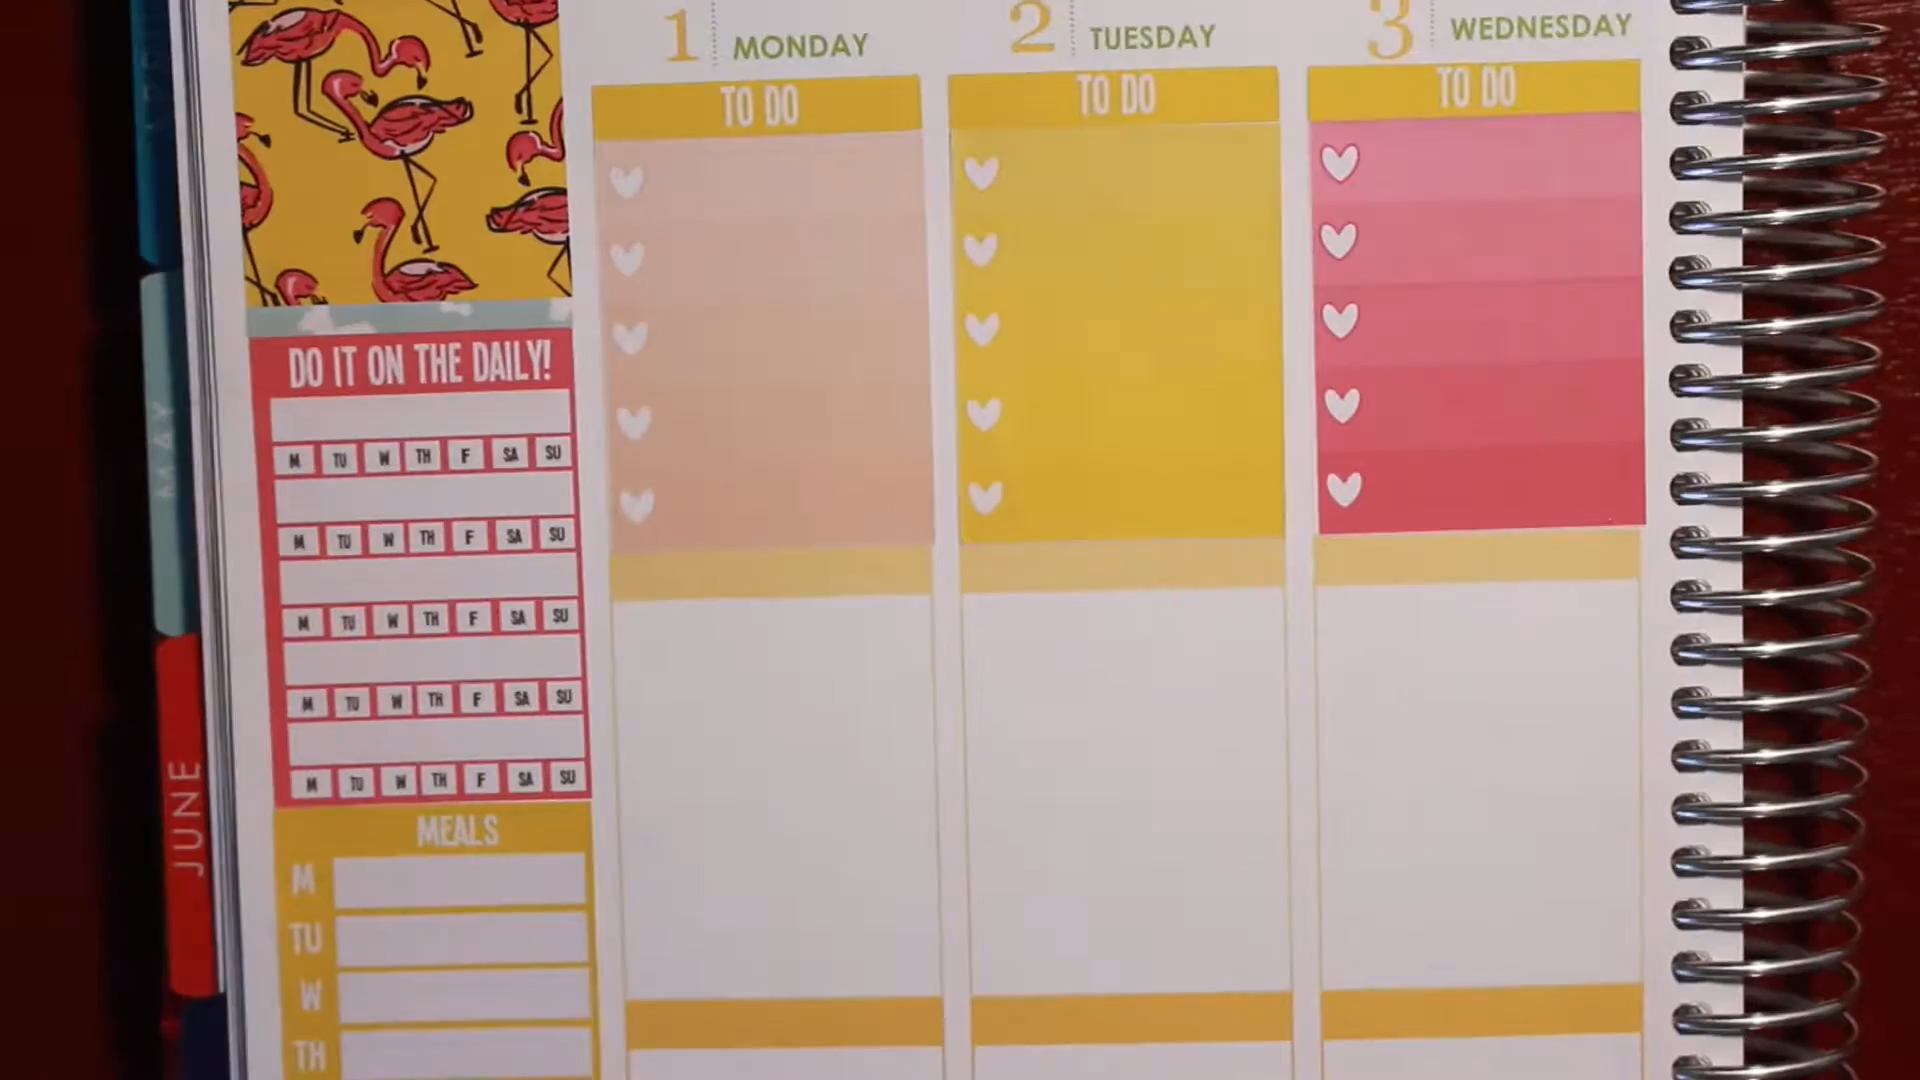 1 MONDAY
2 TUESDAY
3 WEDNESDAY
TO DO
TO DO
TO DO
DO IT ON THE DAILY!
M TU W TH F SA SU
M TU W TH F SA SU
M TU W TH F SA SU
M TU W TH F SA SU
M TU W TH F SA SU
MEALS
M
TU
W
TH
MAY
JUNE